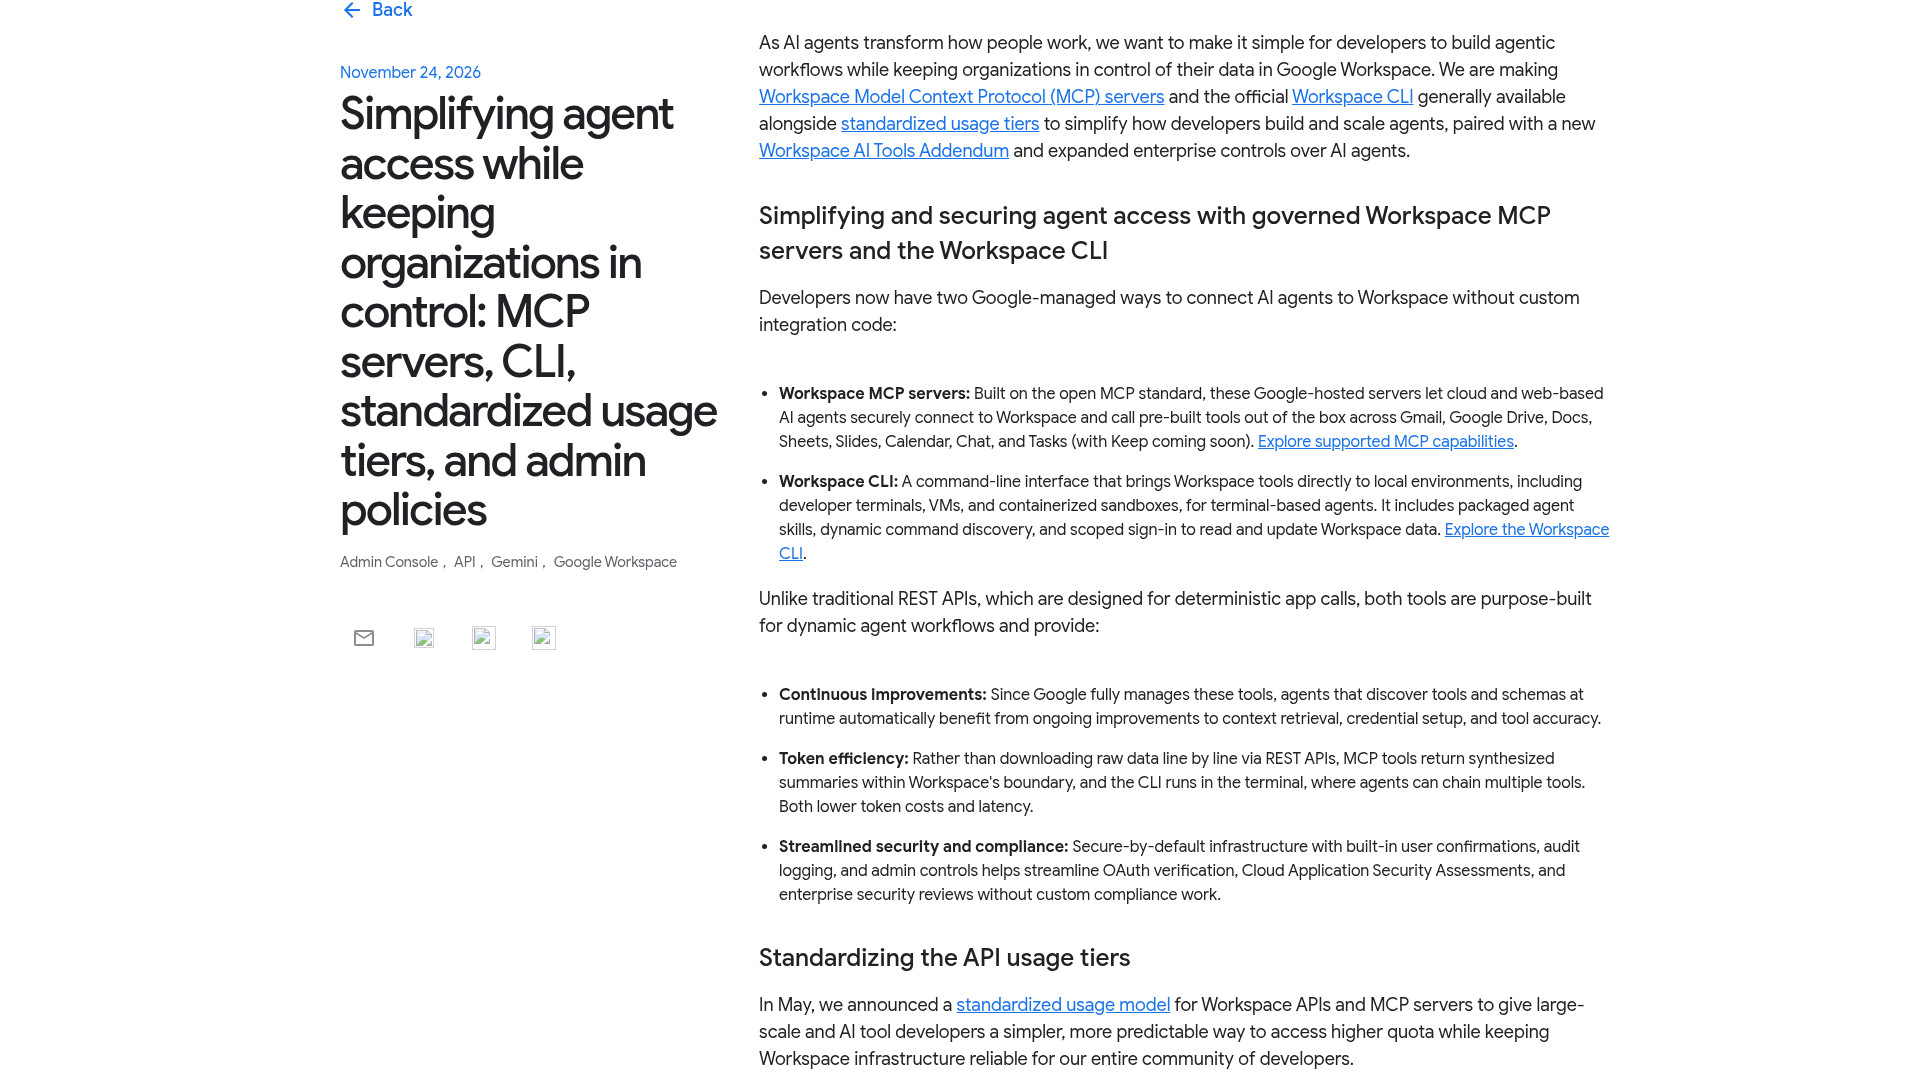 Back
November 24, 2026
Simplifying agent
access while
keeping
organizations in
control: MCP
servers, CLI,
standardized usage
tiers, and admin
policies
Admin Console , API , Gemini , Google Workspace
As AI agents transform how people work, we want to make it simple for developers to build agentic
workflows while keeping organizations in control of their data in Google Workspace. We are making
Workspace Model Context Protocol (MCP) servers and the official Workspace CLI generally available
alongside standardized usage tiers to simplify how developers build and scale agents, paired with a new
Workspace AI Tools Addendum and expanded enterprise controls over AI agents.
Simplifying and securing agent access with governed Workspace MCP
servers and the Workspace CLI
Developers now have two Google-managed ways to connect AI agents to Workspace without custom
integration code:
• Workspace MCP servers: Built on the open MCP standard, these Google-hosted servers let cloud and web-based
AI agents securely connect to Workspace and call pre-built tools out of the box across Gmail, Google Drive, Docs,
Sheets, Slides, Calendar, Chat, and Tasks (with Keep coming soon). Explore supported MCP capabilities.
• Workspace CLI: A command-line interface that brings Workspace tools directly to local environments, including
developer terminals, VMs, and containerized sandboxes, for terminal-based agents. It includes packaged agent
skills, dynamic command discovery, and scoped sign-in to read and update Workspace data. Explore the Workspace
CLI.
Unlike traditional REST APIs, which are designed for deterministic app calls, both tools are purpose-built
for dynamic agent workflows and provide:
• Continuous improvements: Since Google fully manages these tools, agents that discover tools and schemas at
runtime automatically benefit from ongoing improvements to context retrieval, credential setup, and tool accuracy.
• Token efficiency: Rather than downloading raw data line by line via REST APIs, MCP tools return synthesized
summaries within Workspace's boundary, and the CLI runs in the terminal, where agents can chain multiple tools.
Both lower token costs and latency.
• Streamlined security and compliance: Secure-by-default infrastructure with built-in user confirmations, audit
logging, and admin controls helps streamline OAuth verification, Cloud Application Security Assessments, and
enterprise security reviews without custom compliance work.
Standardizing the API usage tiers
In May, we announced a standardized usage model for Workspace APIs and MCP servers to give large-
scale and AI tool developers a simpler, more predictable way to access higher quota while keeping
Workspace infrastructure reliable for our entire community of developers.